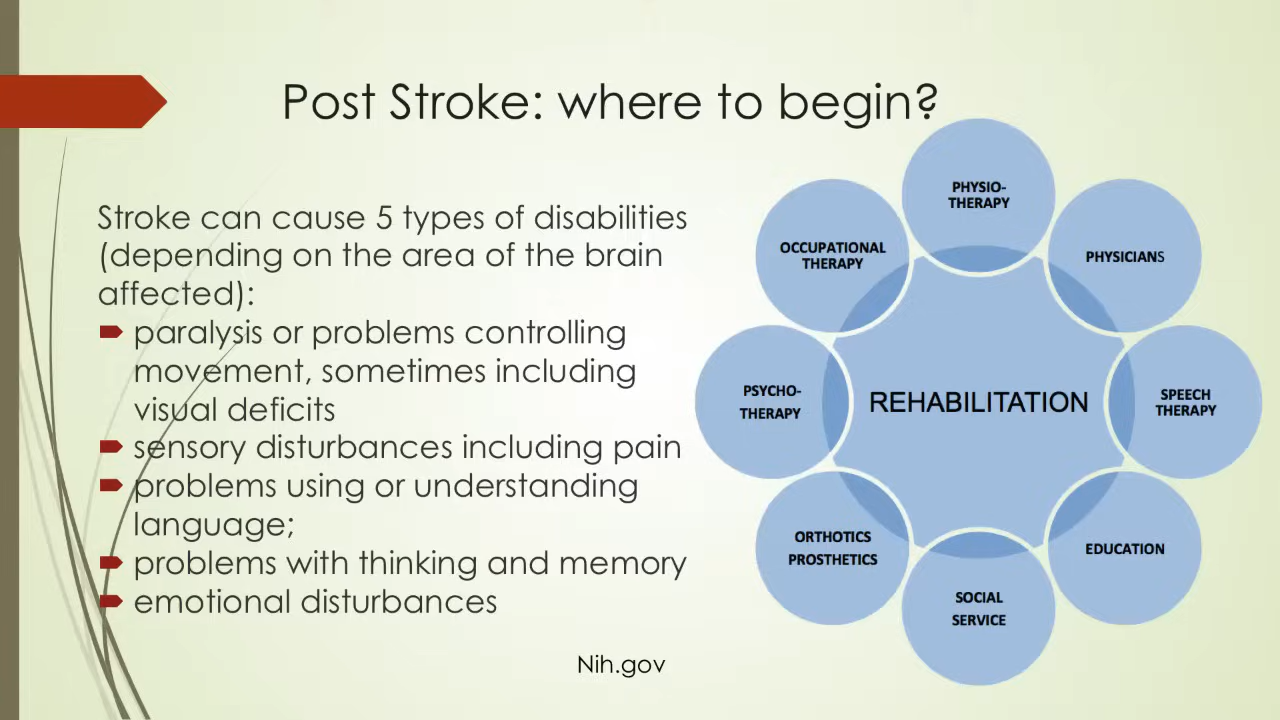 Post Stroke: where to begin?
Stroke can cause 5 types of disabilities
(depending on the area of the brain
affected):
paralysis or problems controlling
movement, sometimes including
visual deficits
sensory disturbances including pain
problems using or understanding
language;
problems with thinking and memory
emotional disturbances
PHYSIO-
THERAPY
PHYSICIANS
SPEECH
THERAPY
EDUCATION
SOCIAL
SERVICE
ORTHOTICS
PROSTHETICS
PSYCHO-
THERAPY
OCCUPATIONAL
THERAPY
REHABILITATION
Nih.gov